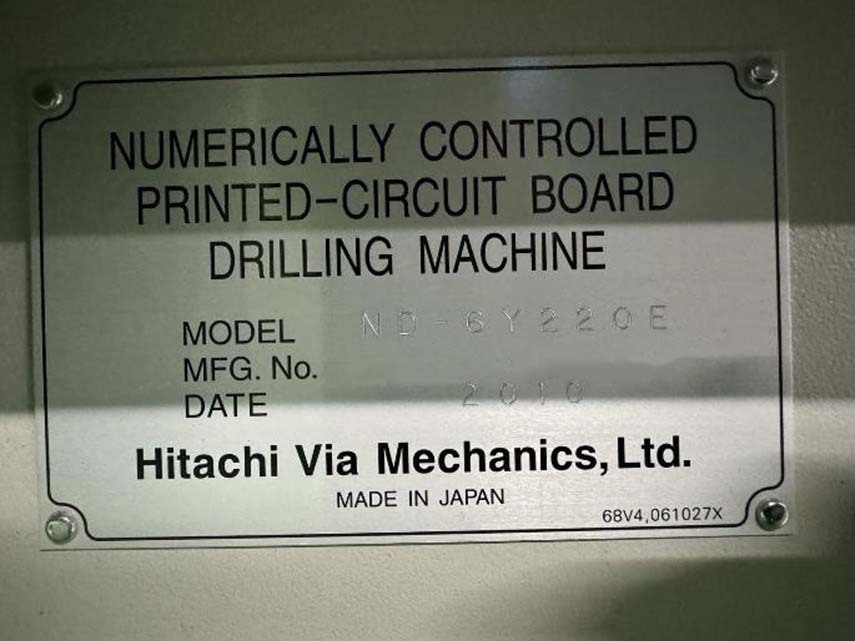 NUMERICALLY CONTROLLED
PRINTED-CIRCUIT BOARD
DRILLING MACHINE
MODEL ND-6Y220E
MFG. No.
DATE 2010
Hitachi Via Mechanics, Ltd.
MADE IN JAPAN
68V4,061027X